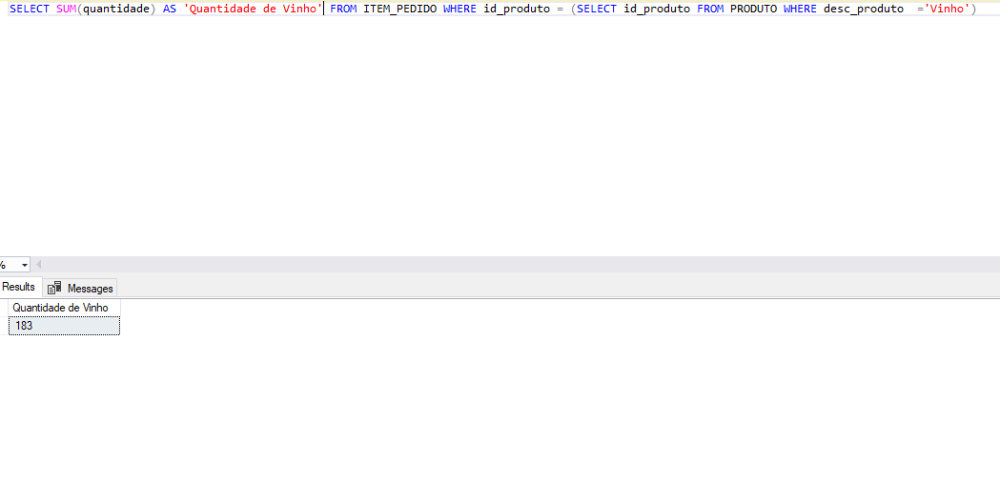 SELECT SUM(quantidade) AS 'Quantidade de Vinho' FROM ITEM_PEDIDO WHERE id_produto = (SELECT id_produto FROM PRODUTO WHERE desc_produto  ='Vinho')
%
Results Messages
Quantidade de Vinho
183